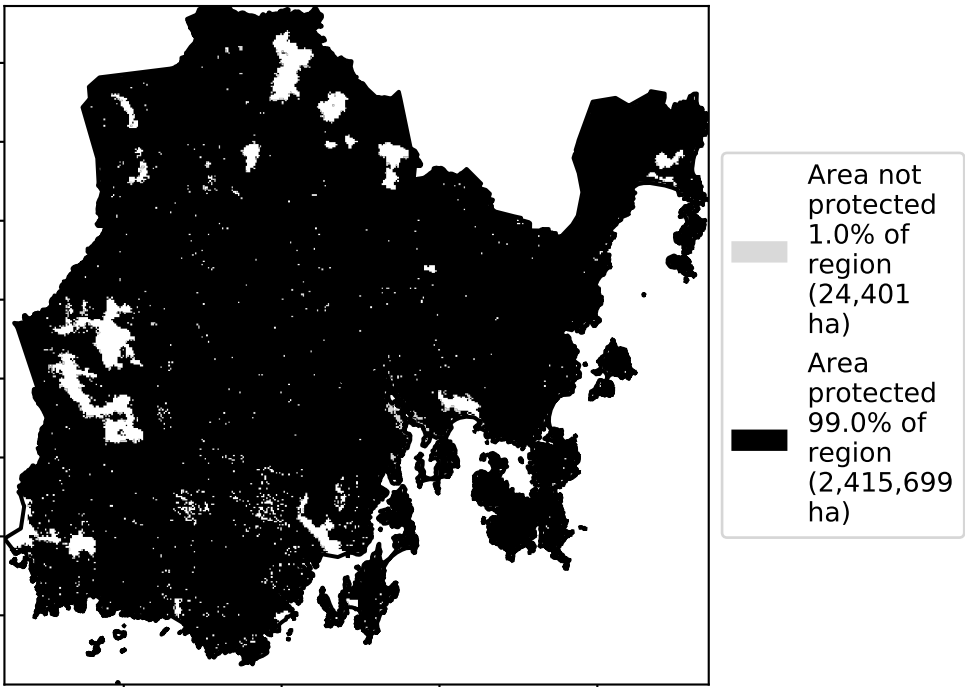 Area not
protected
1.0% of
region
(24,401
ha)
Area
protected
99.0% of
region
(2,415,699
ha)